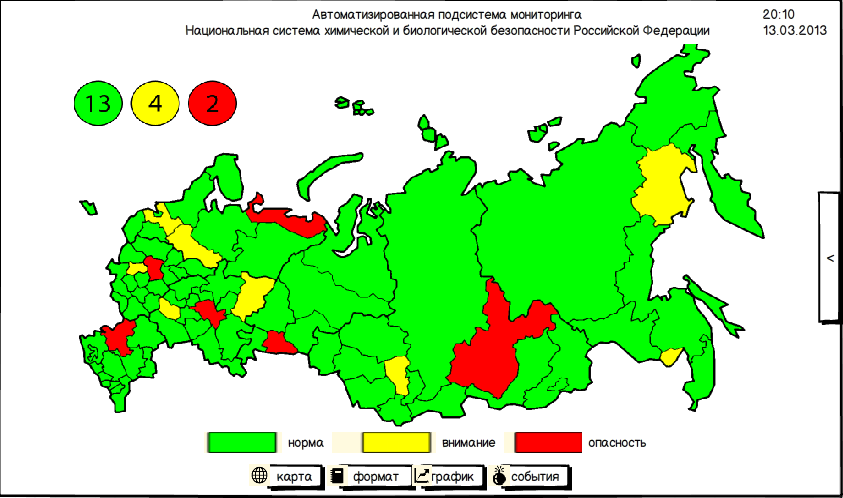 Автоматизированная подсистема мониторинга
20:10
Национальная система химической и биологической безопасности Российской Федерации
13.03.2013
13 4 2
<
норма внимание опасность
карта формат график события